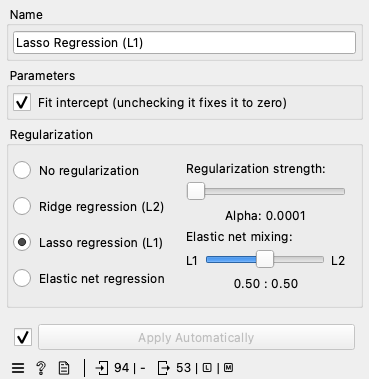 Name
Lasso Regression (L1)
Parameters
Fit intercept (unchecking it fixes it to zero)
Regularization
No regularization
Ridge regression (L2)
Lasso regression (L1)
Elastic net regression
Regularization strength:
Alpha: 0.0001
Elastic net mixing:
L1 L2
0.50 : 0.50
Apply Automatically
? 94 | - 53 | L | M